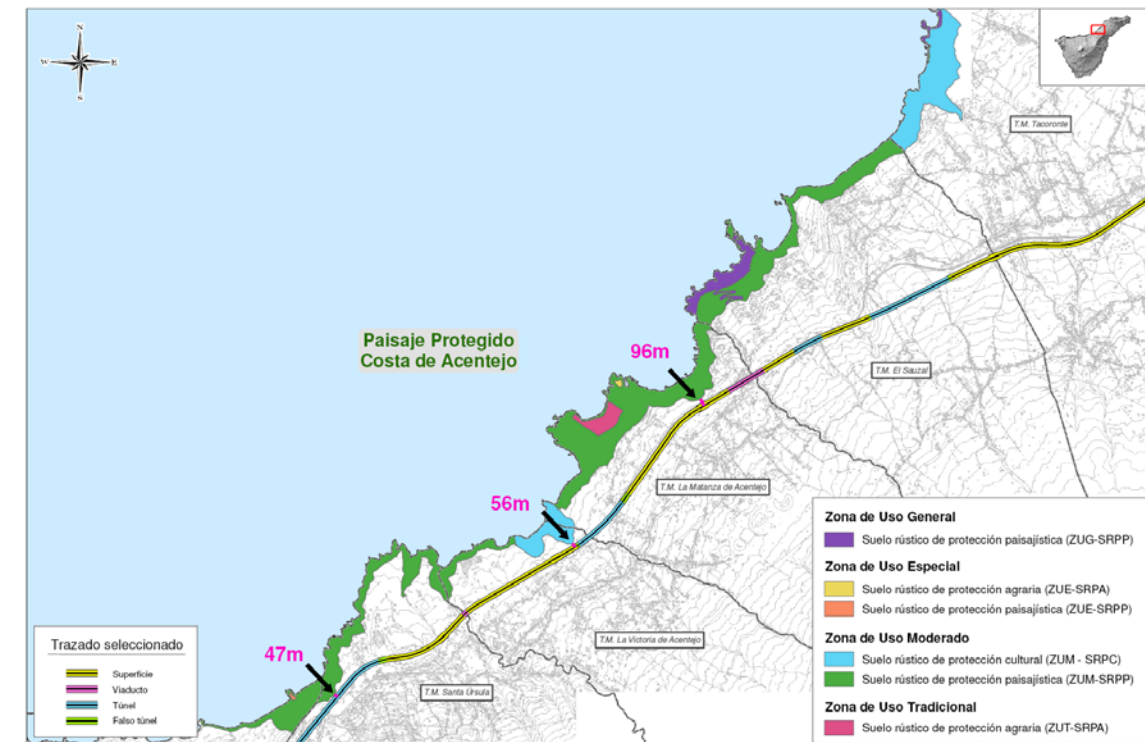 N
W
E
S
T.M. Tacoronte
Paisaje Protegido
Costa de Acentejo
96m
T.M. El Sauzal
T.M. La Matanza de Acentejo
56m
T.M. La Victoria de Acentejo
47m
T.M. Santa Úrsula
Trazado seleccionado
Superficie
Viaducto
Túnel
Falso túnel
Zona de Uso General
Suelo rústico de protección paisajística (ZUG-SRPP)
Zona de Uso Especial
Suelo rústico de protección agraria (ZUE-SRPA)
Suelo rústico de protección paisajística (ZUE-SRPP)
Zona de Uso Moderado
Suelo rústico de protección cultural (ZUM - SRPC)
Suelo rústico de protección paisajística (ZUM-SRPP)
Zona de Uso Tradicional
Suelo rústico de protección agraria (ZUT-SRPA)